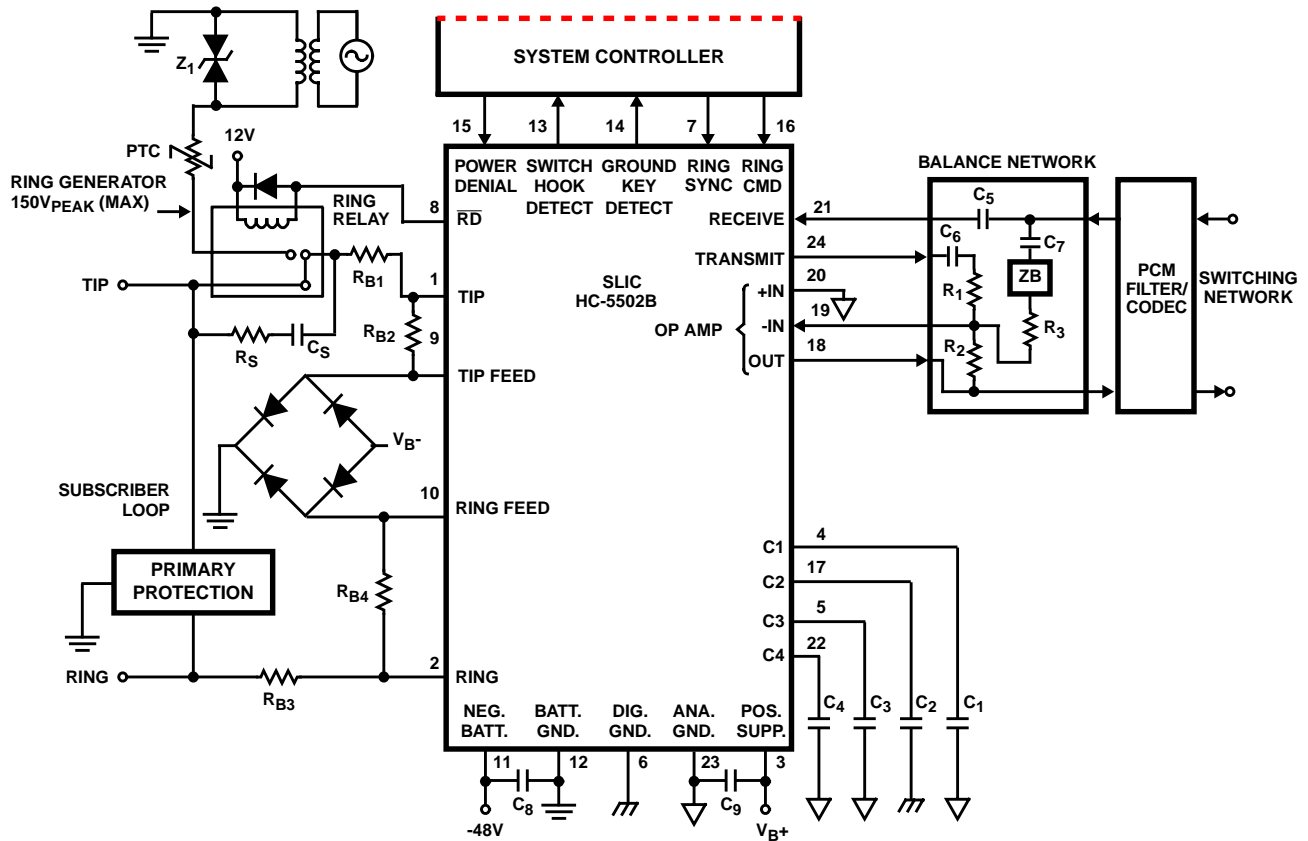 SYSTEM CONTROLLER
Z1
15
13
14
7
16
12V
PTC
RING GENERATOR
150VPEAK (MAX)
RING
RELAY
8
POWER
DENIAL
SWITCH
HOOK
DETECT
GROUND
KEY
DETECT
RING
SYNC
RING
CMD
RD
RECEIVE
21
TRANSMIT
24
+IN
20
-IN
19
OUT
18
OP AMP
SLIC
HC-5502B
BALANCE NETWORK
C5
C6
C7
ZB
R1
R2
R3
PCM
FILTER/
CODEC
SWITCHING
NETWORK
TIP
RB1
1
TIP
RS
CS
RB2
9
TIP FEED
VB-
10
RING FEED
SUBSCRIBER
LOOP
PRIMARY
PROTECTION
RB4
RING
RB3
2
RING
C1
4
C2
17
C3
5
C4
22
C4
C3
C2
C1
NEG.
BATT.
BATT.
GND.
DIG.
GND.
ANA.
GND.
POS.
SUPP.
11
12
6
23
3
C8
C9
-48V
VB+